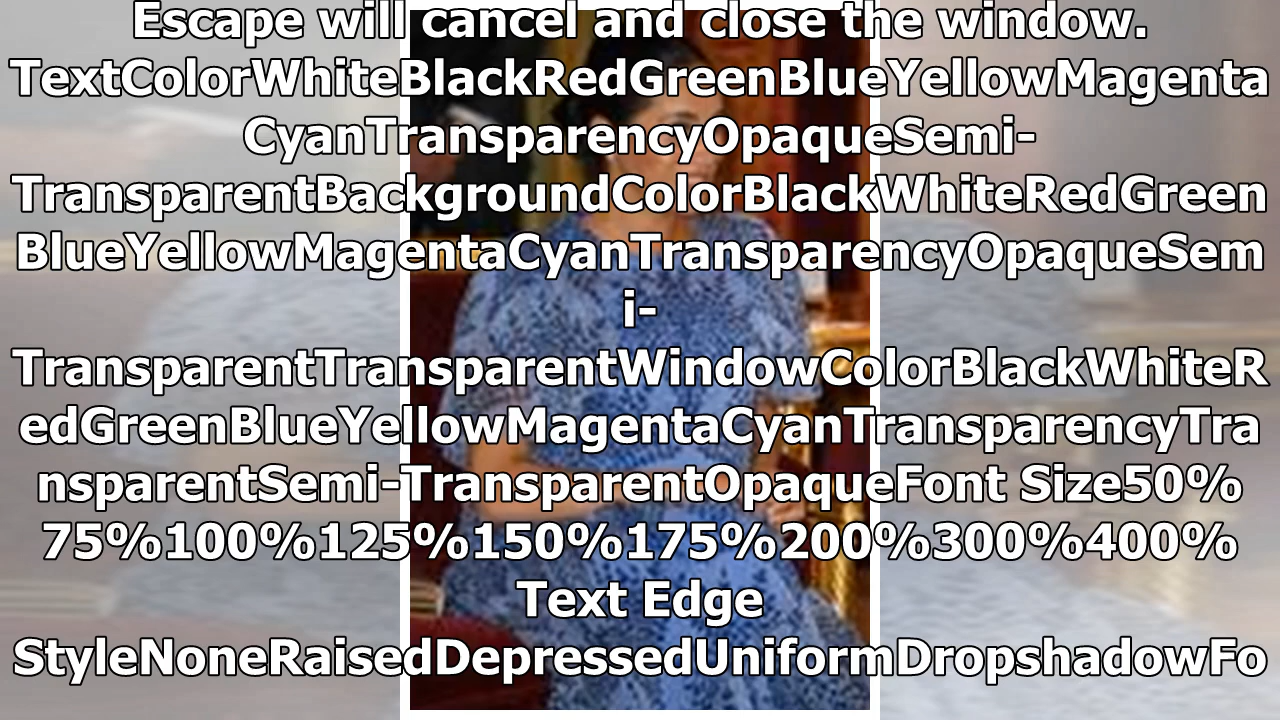 Escape will cancel and close the window.
TextColorWhiteBlackRedGreenBlueYellowMagenta
CyanTransparencyOpaqueSemi-
TransparentBackgroundColorBlackWhiteRedGreen
BlueYellowMagentaCyanTransparencyOpaqueSem
i-
TransparentTransparentWindowColorBlackWhiteR
edGreenBlueYellowMagentaCyanTransparencyTra
nsparentSemi-TransparentOpaqueFont Size50%
75%100%125%150%175%200%300%400%
Text Edge
StyleNoneRaisedDepressedUniformDropshadowFo